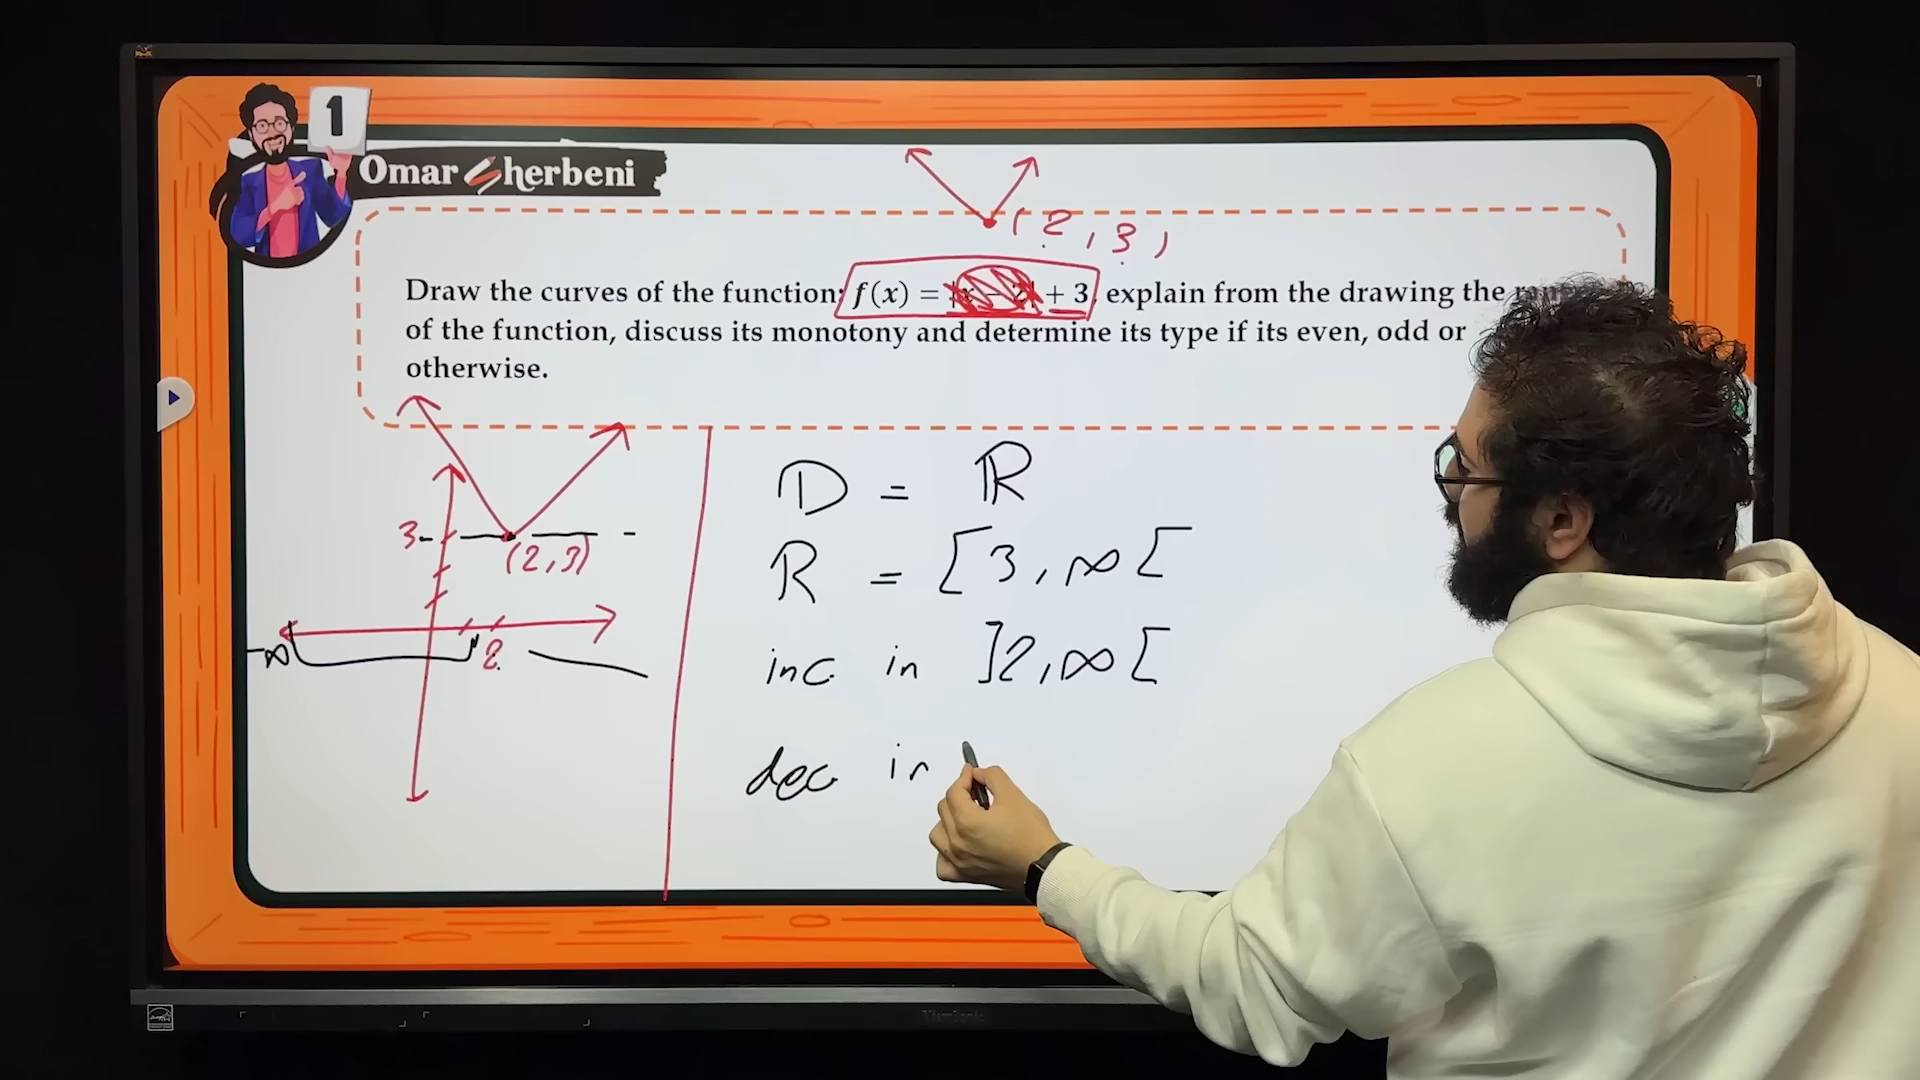 1
Omar Sherbeni
(2,3)
Draw the curves of the function: f(x) = |x − 2| + 3, explain from the drawing the
of the function, discuss its monotony and determine its type if its even, odd or
otherwise.
3
(2,3)
-∞
2
D = ℝ
R = [3,∞[
inc in ]2,∞[
dec in
ViewSonic